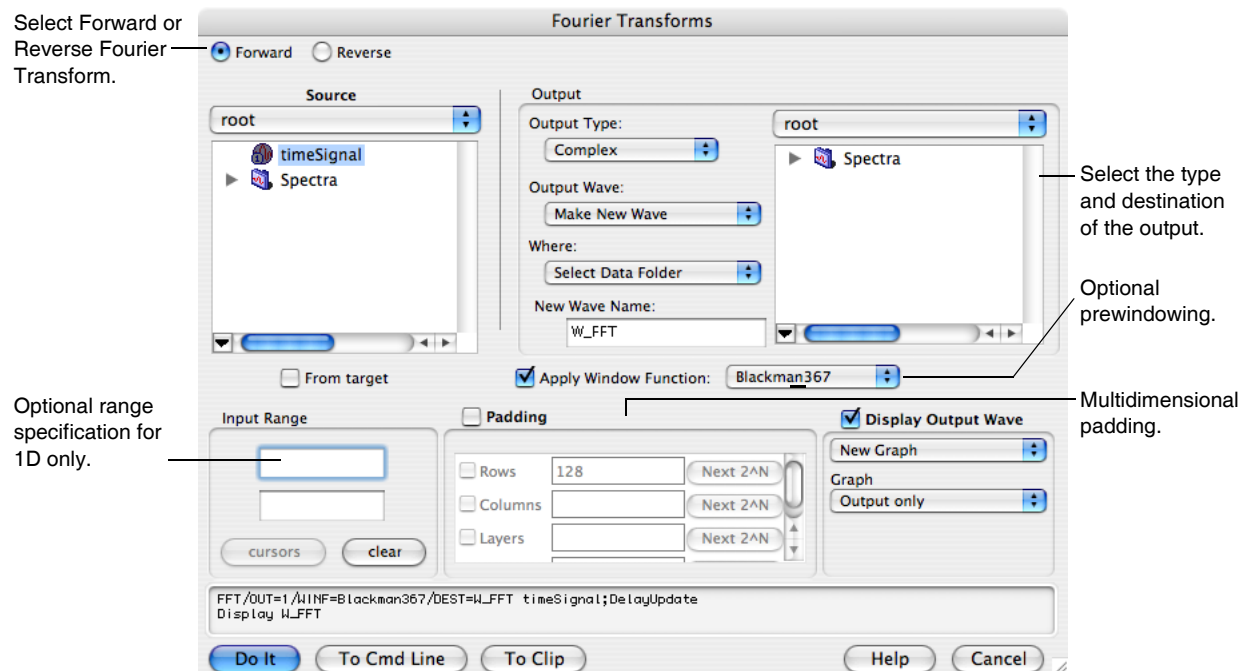 Select Forward or
Reverse Fourier
Transform.
Fourier Transforms
Forward
Reverse
Source
root
timeSignal
Spectra
Output
Output Type:
Complex
Output Wave:
Make New Wave
Where:
Select Data Folder
New Wave Name:
W_FFT
root
Spectra
Select the type
and destination
of the output.
Optional
prewindowing.
From target
Apply Window Function:
Blackman367
Optional range
specification for
1D only.
Input Range
cursors
clear
Padding
Rows
128
Next 2^N
Columns
Next 2^N
Layers
Next 2^N
Display Output Wave
New Graph
Graph
Output only
Multidimensional
padding.
FFT/OUT=1/WINF=Blackman367/DEST=W_FFT timeSignal;DelayUpdate
Display W_FFT
Do It
To Cmd Line
To Clip
Help
Cancel